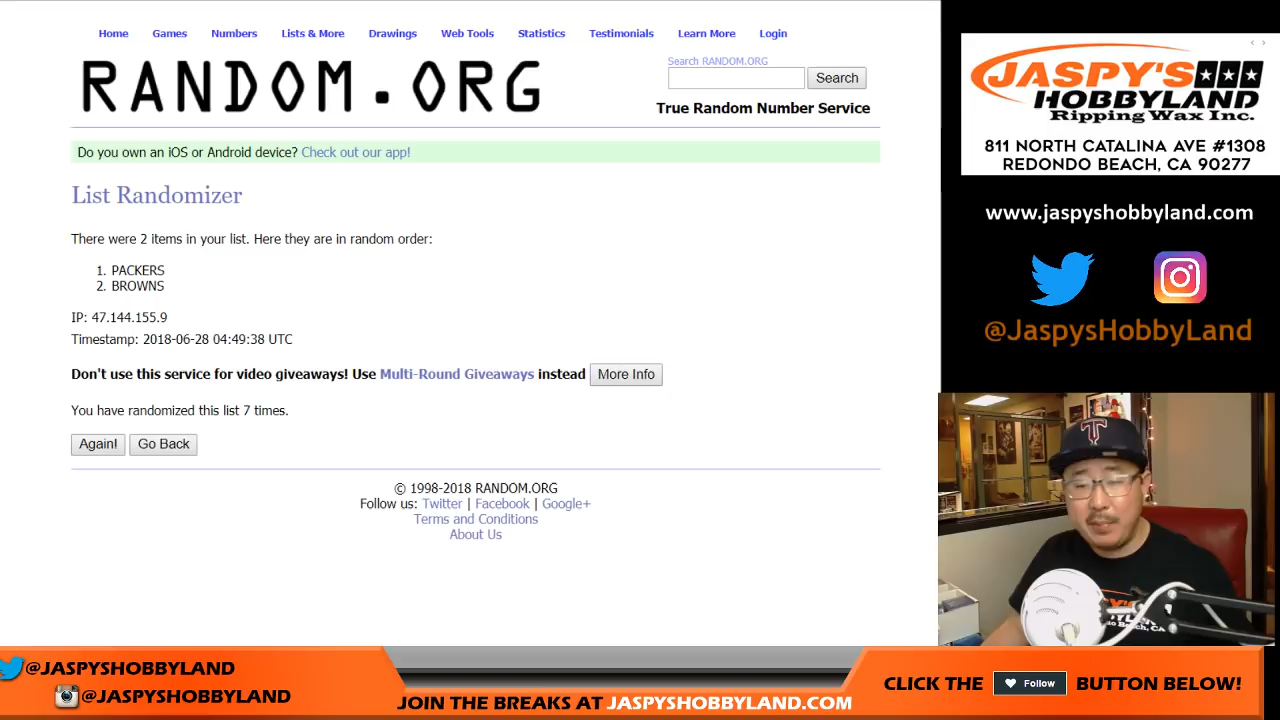 Home Games Numbers Lists & More Drawings Web Tools Statistics Testimonials Learn More Login
RANDOM.ORG
Search RANDOM.ORG
Search
True Random Number Service
Do you own an iOS or Android device? Check out our app!
List Randomizer
There were 2 items in your list. Here they are in random order:
1. PACKERS
2. BROWNS
IP: 47.144.155.9
Timestamp: 2018-06-28 04:49:38 UTC
Don't use this service for video giveaways! Use Multi-Round Giveaways instead More Info
You have randomized this list 7 times.
Again! Go Back
© 1998-2018 RANDOM.ORG
Follow us: Twitter | Facebook | Google+
Terms and Conditions
About Us
JASPY'S
HOBBYLAND
Ripping Wax Inc.
811 NORTH CATALINA AVE #1308
REDONDO BEACH, CA 90277
www.jaspyshobbyland.com
@JaspysHobbyLand
T
@JASPYSHOBBYLAND
@JASPYSHOBBYLAND
JOIN THE BREAKS AT JASPYSHOBBYLAND.COM
CLICK THE Follow BUTTON BELOW!